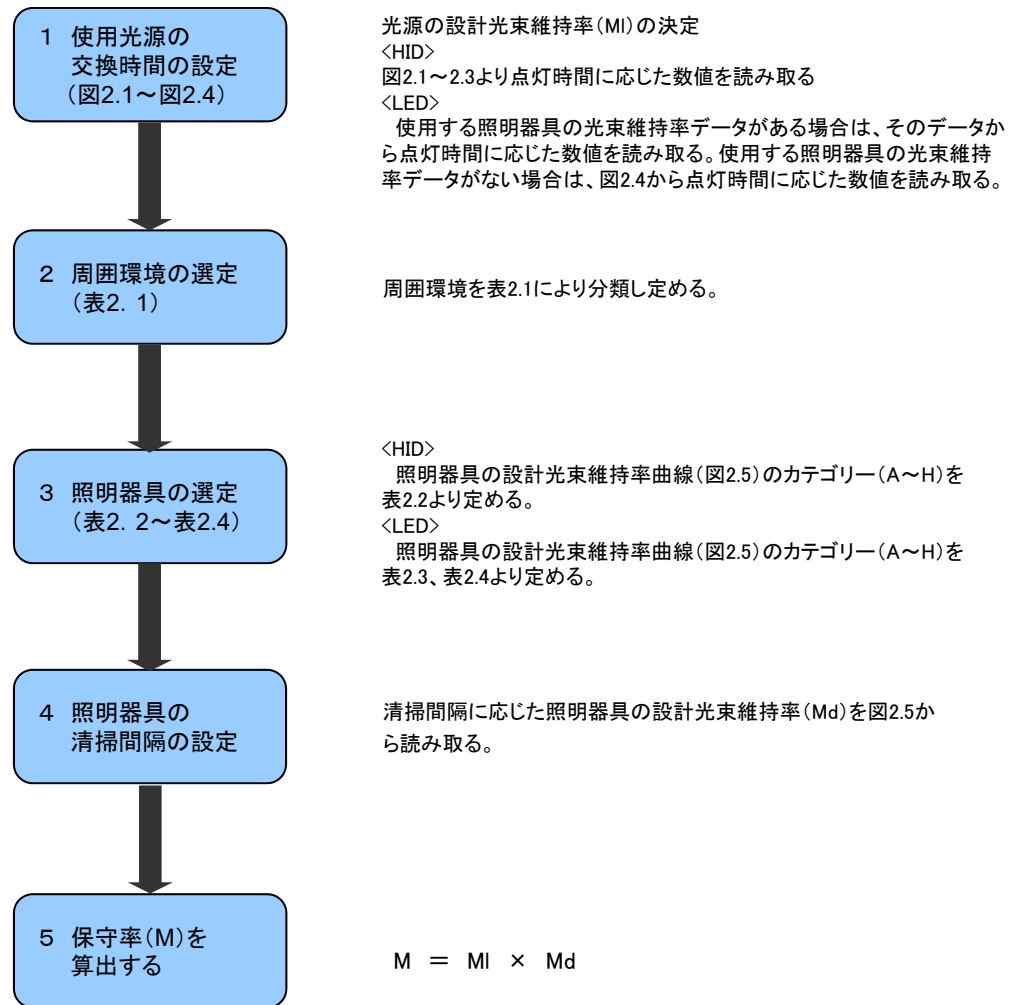 １ 使用光源の
交換時間の設定
（図2.1～図2.4）
光源の設計光束維持率（Ml）の決定
<HID>
図2.1～2.3より点灯時間に応じた数値を読み取る
<LED>
使用する照明器具の光束維持率データがある場合は、そのデータか
ら点灯時間に応じた数値を読み取る。使用する照明器具の光束維持
率データがない場合は、図2.4から点灯時間に応じた数値を読み取る。
２ 周囲環境の選定
（表2．1）
周囲環境を表2.1により分類し定める。
３ 照明器具の選定
（表2．2～表2.4）
<HID>
照明器具の設計光束維持率曲線（図2.5）のカテゴリー（A～H）を
表2.2より定める。
<LED>
照明器具の設計光束維持率曲線（図2.5）のカテゴリー（A～H）を
表2.3、表2.4より定める。
４ 照明器具の
清掃間隔の設定
清掃間隔に応じた照明器具の設計光束維持率（Md）を図2.5か
ら読み取る。
５ 保守率（M）を
算出する
M ＝ Ml × Md